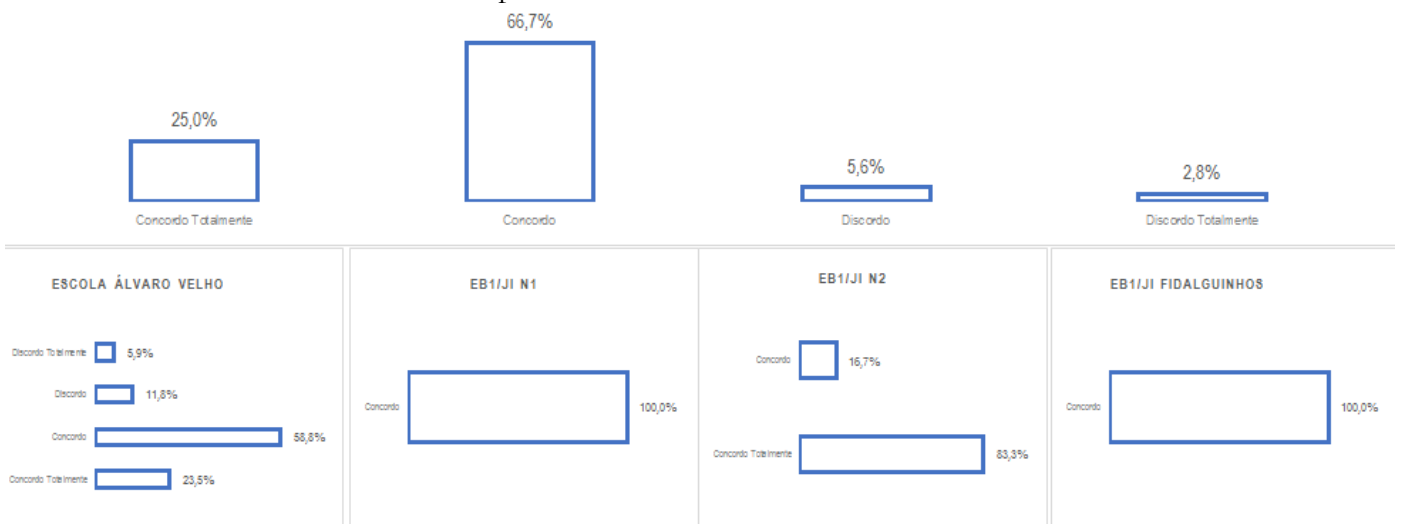 66,7%
25,0%
5,6%
2,8%
Concordo Totalmente
Concordo
Discordo
Discordo Totalmente
ESCOLA ÁLVARO VELHO
Discordo Totalmente 5,9%
Discordo 11,8%
Concordo 58,8%
Concordo Totalmente 23,5%
EB1/JI N1
Concordo 100,0%
EB1/JI N2
Concordo 16,7%
Concordo Totalmente 83,3%
EB1/JI FIDALGUINHOS
Concordo 100,0%